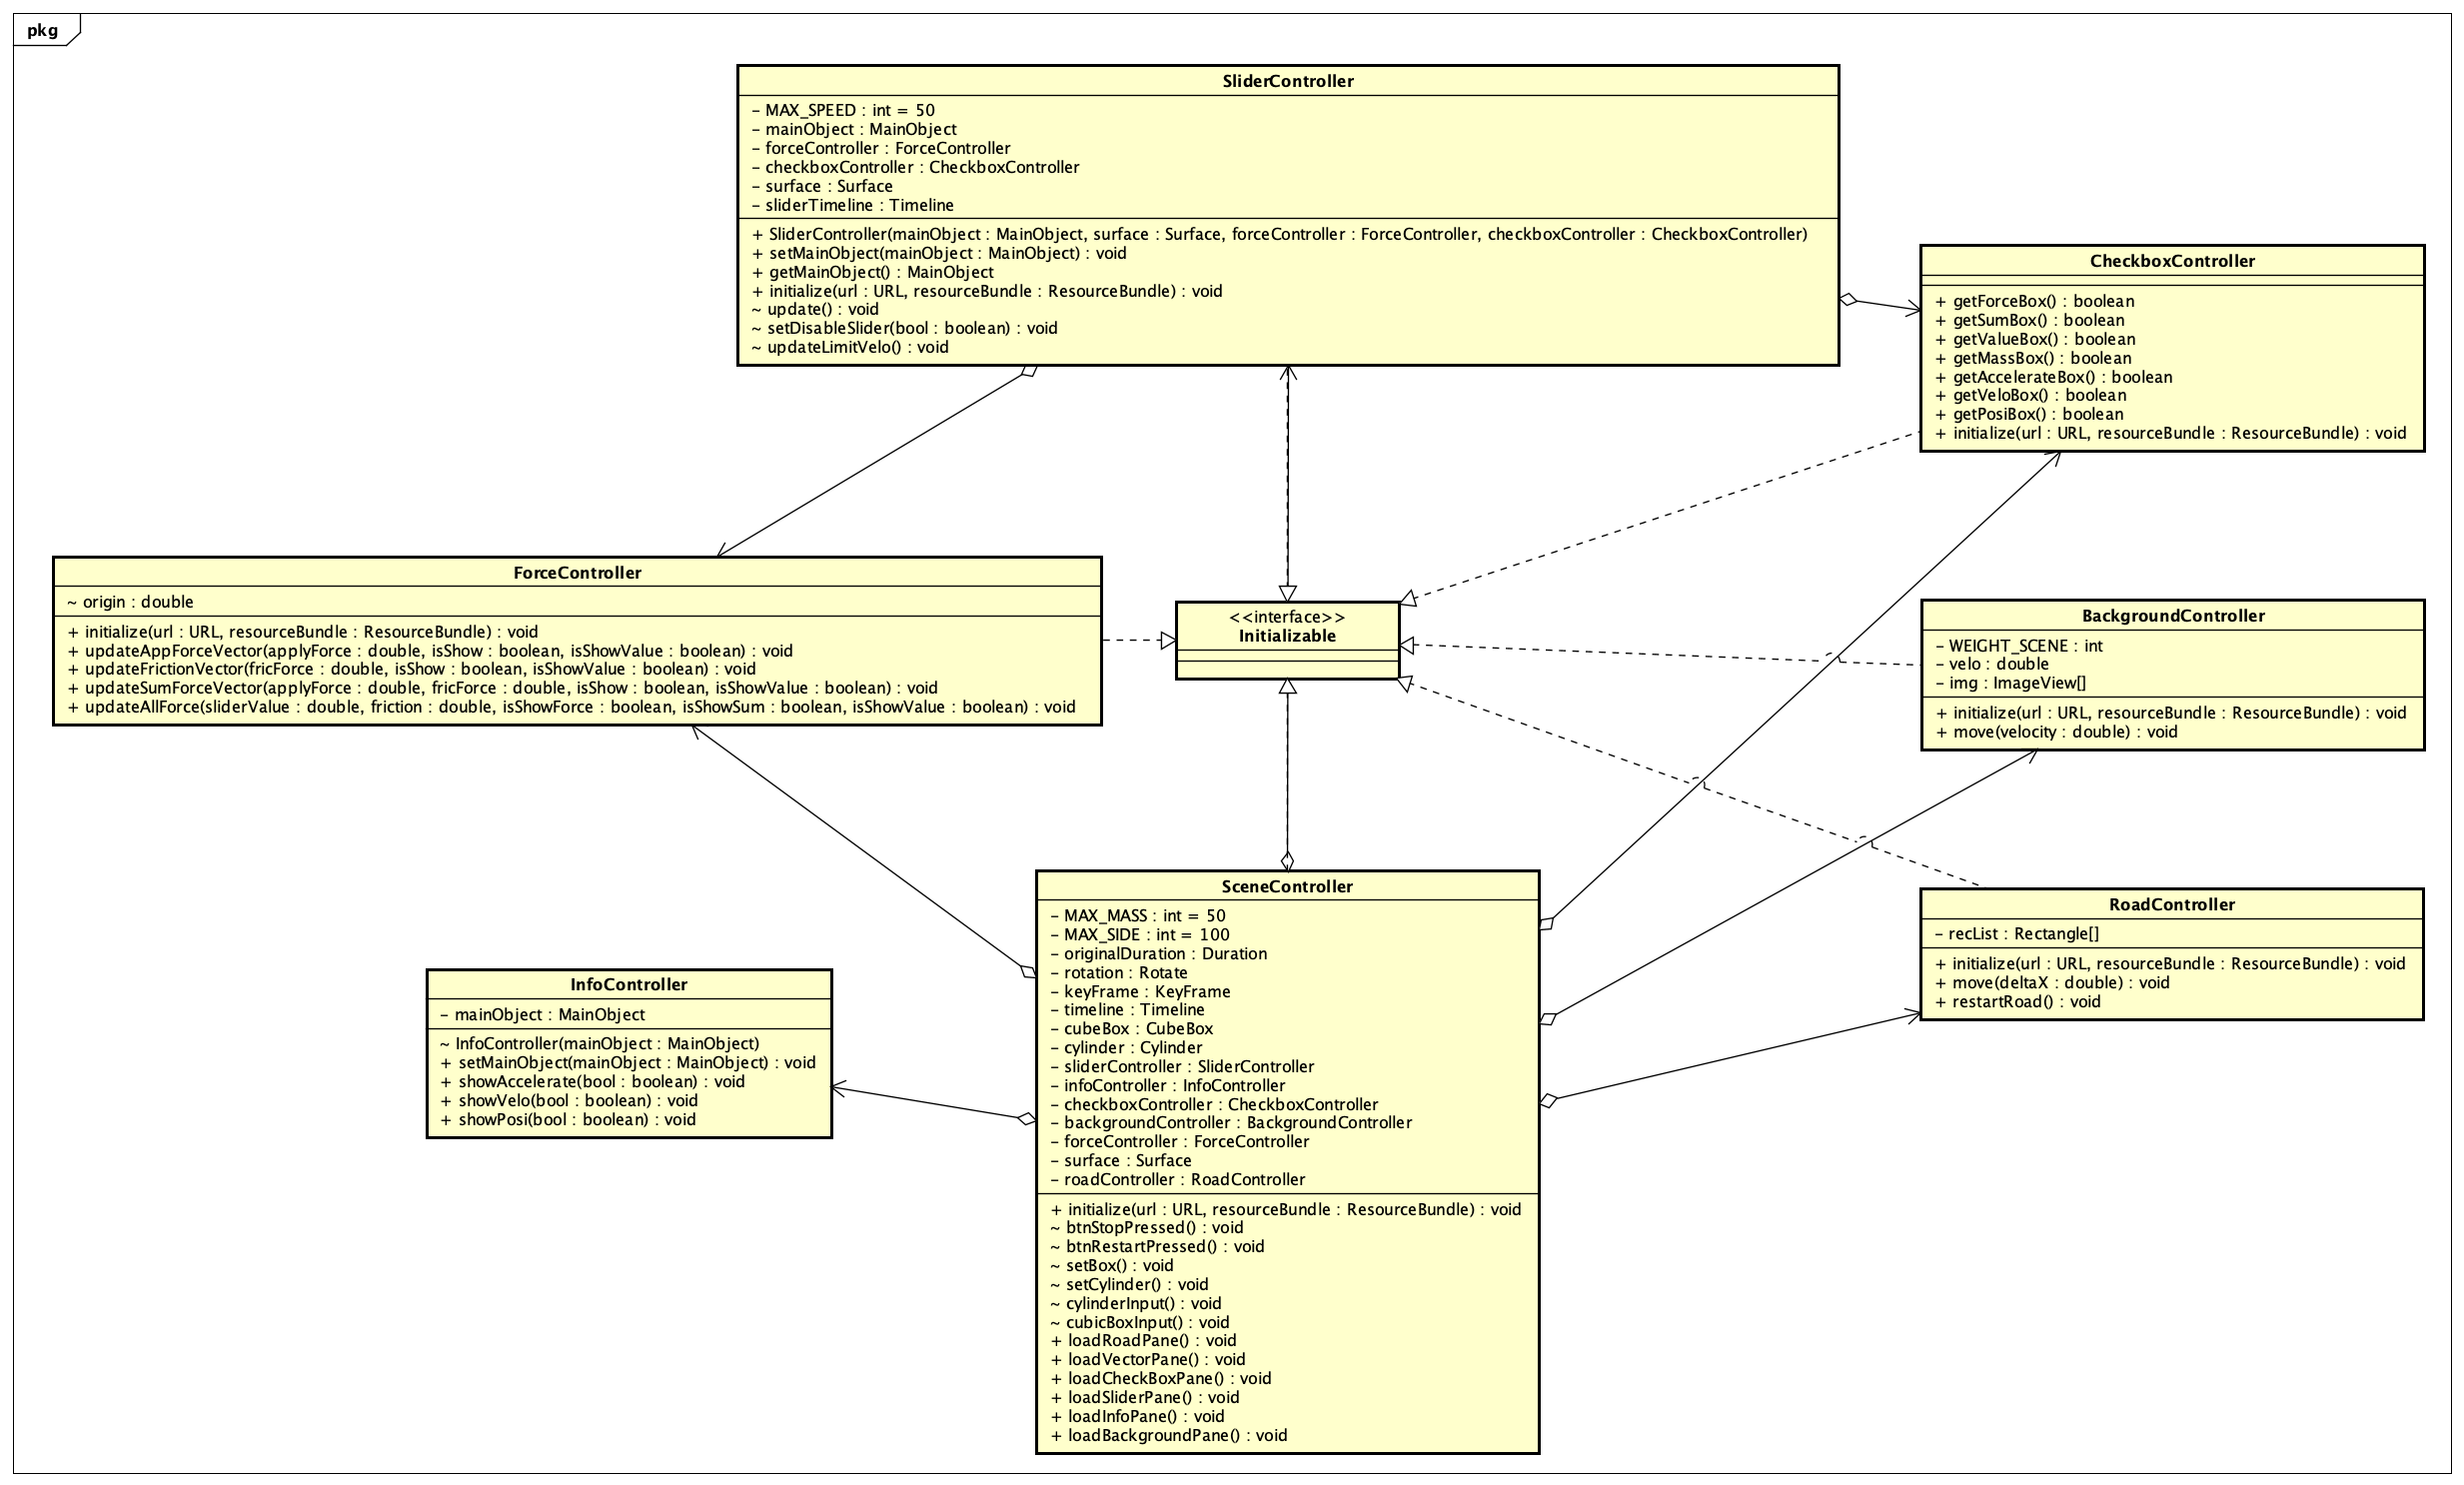 pkg
SliderController
– MAX_SPEED : int = 50
– mainObject : MainObject
– forceController : ForceController
– checkboxController : CheckboxController
– surface : Surface
– sliderTimeline : Timeline
+ SliderController(mainObject : MainObject, surface : Surface, forceController : ForceController, checkboxController : CheckboxController)
+ setMainObject(mainObject : MainObject) : void
+ getMainObject() : MainObject
+ initialize(url : URL, resourceBundle : ResourceBundle) : void
~ update() : void
~ setDisableSlider(bool : boolean) : void
~ updateLimitVelo() : void
CheckboxController
+ getForceBox() : boolean
+ getSumBox() : boolean
+ getValueBox() : boolean
+ getMassBox() : boolean
+ getAccelerateBox() : boolean
+ getVeloBox() : boolean
+ getPosiBox() : boolean
+ initialize(url : URL, resourceBundle : ResourceBundle) : void
ForceController
~ origin : double
+ initialize(url : URL, resourceBundle : ResourceBundle) : void
+ updateAppForceVector(applyForce : double, isShow : boolean, isShowValue : boolean) : void
+ updateFrictionVector(fricForce : double, isShow : boolean, isShowValue : boolean) : void
+ updateSumForceVector(applyForce : double, fricForce : double, isShow : boolean, isShowValue : boolean) : void
+ updateAllForce(sliderValue : double, friction : double, isShowForce : boolean, isShowSum : boolean, isShowValue : boolean) : void
<<interface>>
Initializable
BackgroundController
– WEIGHT_SCENE : int
– velo : double
– img : ImageView[]
+ initialize(url : URL, resourceBundle : ResourceBundle) : void
+ move(velocity : double) : void
SceneController
– MAX_MASS : int = 50
– MAX_SIDE : int = 100
– originalDuration : Duration
– rotation : Rotate
– keyFrame : KeyFrame
– timeline : Timeline
– cubeBox : CubeBox
– cylinder : Cylinder
– sliderController : SliderController
– infoController : InfoController
– checkboxController : CheckboxController
– backgroundController : BackgroundController
– forceController : ForceController
– surface : Surface
– roadController : RoadController
+ initialize(url : URL, resourceBundle : ResourceBundle) : void
~ btnStopPressed() : void
~ btnRestartPressed() : void
~ setBox() : void
~ setCylinder() : void
~ cylinderInput() : void
~ cubicBoxInput() : void
+ loadRoadPane() : void
+ loadVectorPane() : void
+ loadCheckBoxPane() : void
+ loadSliderPane() : void
+ loadInfoPane() : void
+ loadBackgroundPane() : void
RoadController
– recList : Rectangle[]
+ initialize(url : URL, resourceBundle : ResourceBundle) : void
+ move(deltaX : double) : void
+ restartRoad() : void
InfoController
– mainObject : MainObject
~ InfoController(mainObject : MainObject)
+ setMainObject(mainObject : MainObject) : void
+ showAccelerate(bool : boolean) : void
+ showVelo(bool : boolean) : void
+ showPosi(bool : boolean) : void